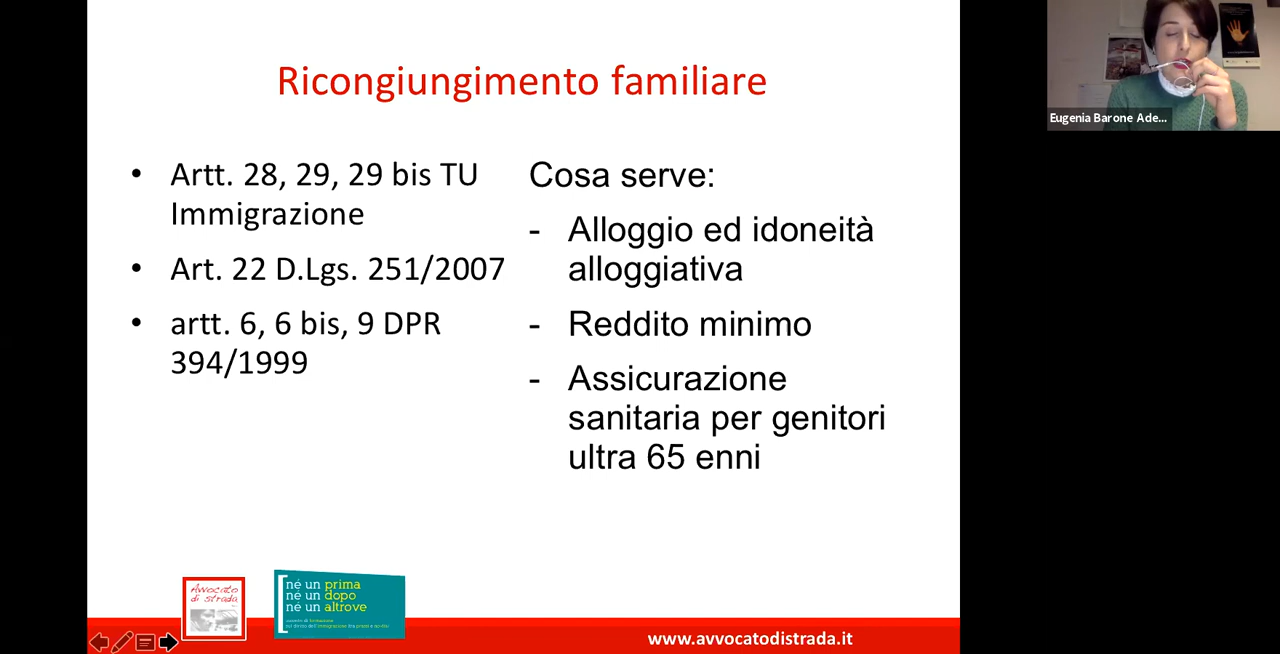 Ricongiungimento familiare
• Artt. 28, 29, 29 bis TU
Immigrazione
• Art. 22 D.Lgs. 251/2007
• artt. 6, 6 bis, 9 DPR
394/1999
Cosa serve:
- Alloggio ed idoneità
alloggiativa
- Reddito minimo
- Assicurazione
sanitaria per genitori
ultra 65 enni
Eugenia Barone Ade...
Avvocato
di strada
né un prima
né un dopo
né un altrove
www.avvocatodistrada.it